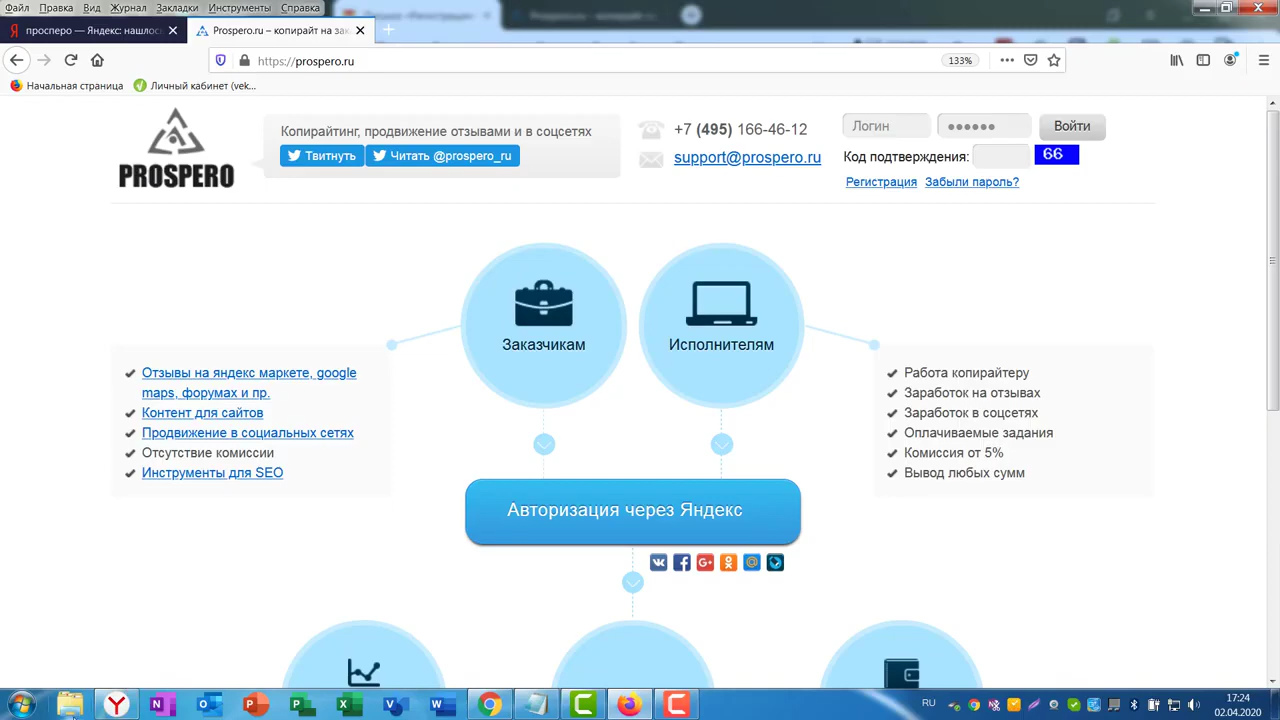 Файл Правка Вид Журнал Закладки Инструменты Справка
просперо — Яндекс: нашлось
Prospero.ru – копирайт на зак
https://prospero.ru
133%
Начальная страница
Личный кабинет (vek...
PROSPERO
Копирайтинг, продвижение отзывами и в соцсетях
Твитнуть
Читать @prospero_ru
+7 (495) 166-46-12
support@prospero.ru
Логин
●●●●●●
Войти
Код подтверждения:
66
Регистрация Забыли пароль?
Заказчикам
Исполнителям
Отзывы на яндекс маркете, google
maps, форумах и пр.
Контент для сайтов
Продвижение в социальных сетях
Отсутствие комиссии
Инструменты для SEO
Работа копирайтеру
Заработок на отзывах
Заработок в соцсетях
Оплачиваемые задания
Комиссия от 5%
Вывод любых сумм
Авторизация через Яндекс
RU
17:24
02.04.2020